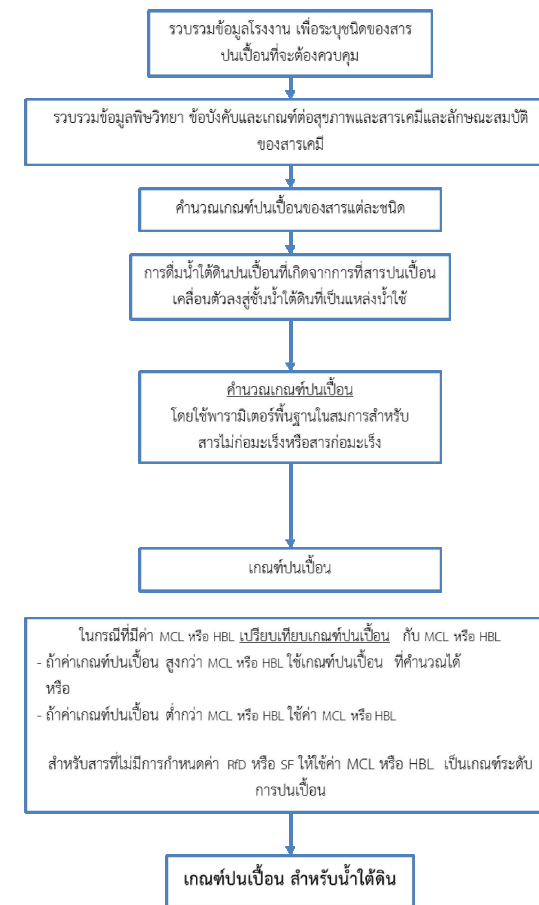 รวบรวมข้อมูลโรงงาน เพื่อระบุชนิดของสาร
ปนเปื้อนที่จะต้องควบคุม
รวบรวมข้อมูลพิษวิทยา ข้อบังคับและเกณฑ์ต่อสุขภาพและสารเคมีและลักษณะสมบัติ
ของสารเคมี
คำนวณเกณฑ์ปนเปื้อนของสารแต่ละชนิด
การดื่มน้ำใต้ดินปนเปื้อนที่เกิดจากการที่สารปนเปื้อน
เคลื่อนตัวลงสู่ชั้นน้ำใต้ดินที่เป็นแหล่งน้ำใช้
คำนวณเกณฑ์ปนเปื้อน
โดยใช้พารามิเตอร์พื้นฐานในสมการสำหรับ
สารไม่ก่อมะเร็งหรือสารก่อมะเร็ง
เกณฑ์ปนเปื้อน
ในกรณีที่มีค่า MCL หรือ HBL เปรียบเทียบเกณฑ์ปนเปื้อน กับ MCL หรือ HBL
- ถ้าค่าเกณฑ์ปนเปื้อน สูงกว่า MCL หรือ HBL ใช้เกณฑ์ปนเปื้อน ที่คำนวณได้
หรือ
- ถ้าค่าเกณฑ์ปนเปื้อน ต่ำกว่า MCL หรือ HBL ใช้ค่า MCL หรือ HBL
สำหรับสารที่ไม่มีการกำหนดค่า RfD หรือ SF ให้ใช้ค่า MCL หรือ HBL เป็นเกณฑ์ระดับ
การปนเปื้อน
เกณฑ์ปนเปื้อน สำหรับน้ำใต้ดิน